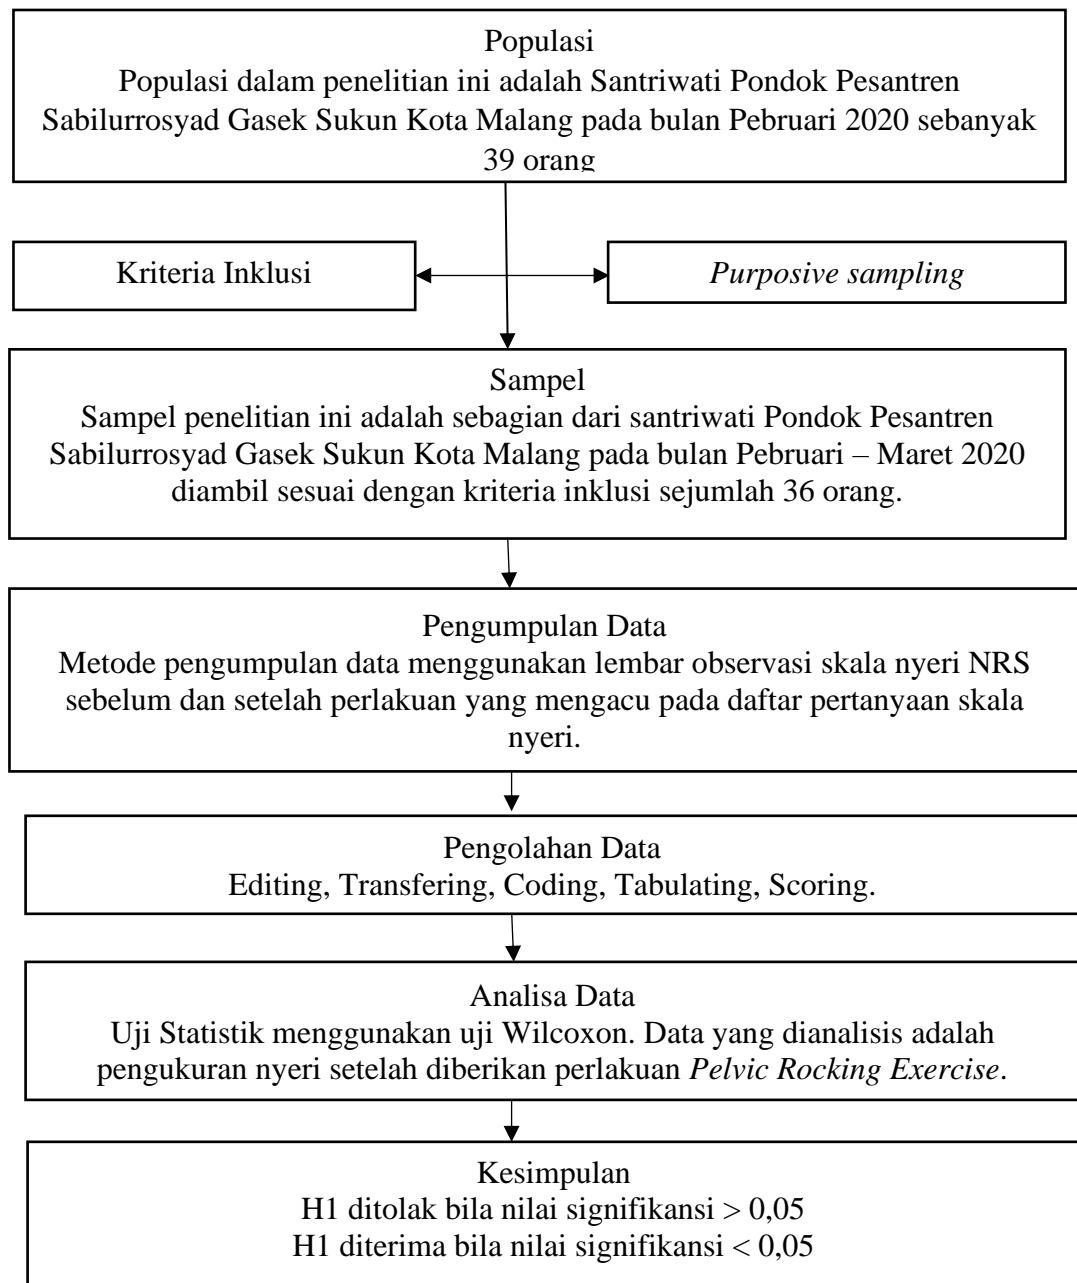 Populasi
Populasi dalam penelitian ini adalah Santriwati Pondok Pesantren
Sabilurrosyad Gasek Sukun Kota Malang pada bulan Pebruari 2020 sebanyak
39 orang
Kriteria Inklusi
Purposive sampling
Sampel
Sampel penelitian ini adalah sebagian dari santriwati Pondok Pesantren
Sabilurrosyad Gasek Sukun Kota Malang pada bulan Pebruari – Maret 2020
diambil sesuai dengan kriteria inklusi sejumlah 36 orang.
Pengumpulan Data
Metode pengumpulan data menggunakan lembar observasi skala nyeri NRS
sebelum dan setelah perlakuan yang mengacu pada daftar pertanyaan skala
nyeri.
Pengolahan Data
Editing, Transfering, Coding, Tabulating, Scoring.
Analisa Data
Uji Statistik menggunakan uji Wilcoxon. Data yang dianalisis adalah
pengukuran nyeri setelah diberikan perlakuan Pelvic Rocking Exercise.
Kesimpulan
H1 ditolak bila nilai signifikansi > 0,05
H1 diterima bila nilai signifikansi < 0,05